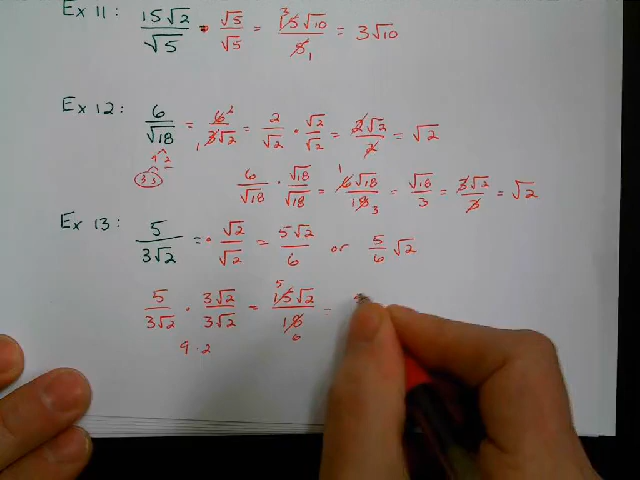 Ex 11: 15√2/√5 · √5/√5 = 3 15√10/5 1 = 3√10
Ex 12: 6/√18 = 6 2/1 3√2 = 2/√2 · √2/√2 = 2√2/2 = √2
9 2
3 3
6/√18 · √18/√18 = 1 6√18/18 3 = √18/3 = 3√2/3 = √2
Ex 13: 5/3√2 = · √2/√2 = 5√2/6 or 5/6 √2
5/3√2 · 3√2/3√2 = 5 15√2/18 6 =
9 · 2